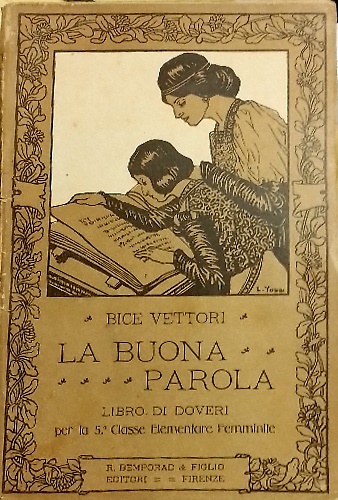 BICE VETTORI
LA BUONA
PAROLA
LIBRO DI DOVERI
per la 5.ª Classe Elementare Femminile
R. BEMPORAD & FIGLIO
EDITORI = = FIRENZE